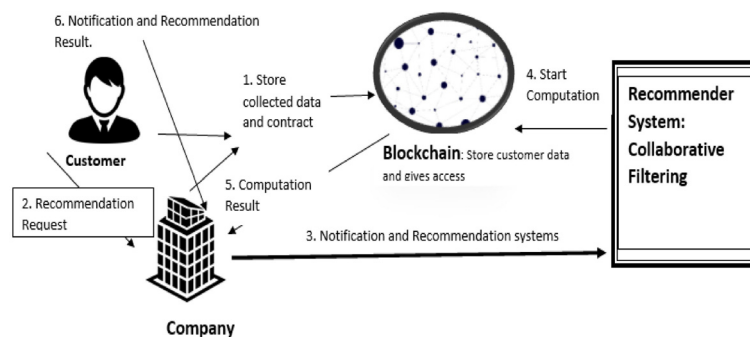 6. Notification and Recommendation
Result.
Customer
2. Recommendation
Request
1. Store
collected data
and contract
5. Computation
Result
Blockchain: Store customer data
and gives access
4. Start
Computation
Recommender
System:
Collaborative
Filtering
3. Notification and Recommendation systems
Company